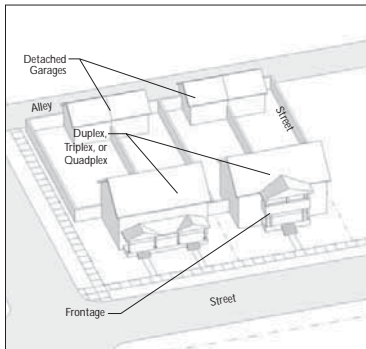 Detached
Garages
Alley
Street
Duplex,
Triplex, or
Quadplex
Frontage
Street